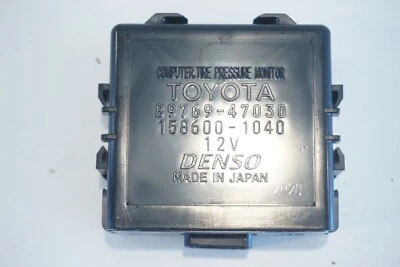 COMPUTER,TIRE PRESSURE MONITOR
TOYOTA
89769-47030
158600-1040
12V
DENSO
MADE IN JAPAN